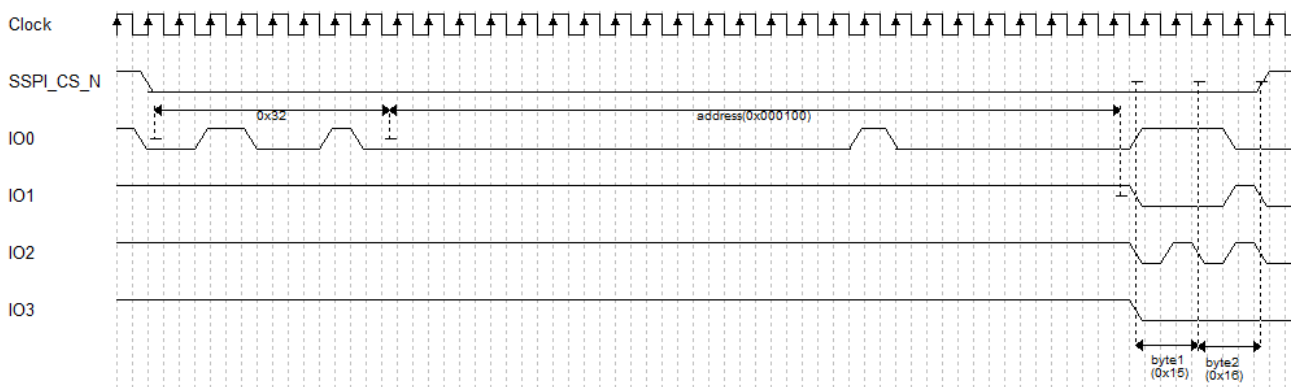 Clock
SSPI_CS_N
0x32
address(0x000100)
IO0
IO1
IO2
IO3
byte1
(0x15)
byte2
(0x16)